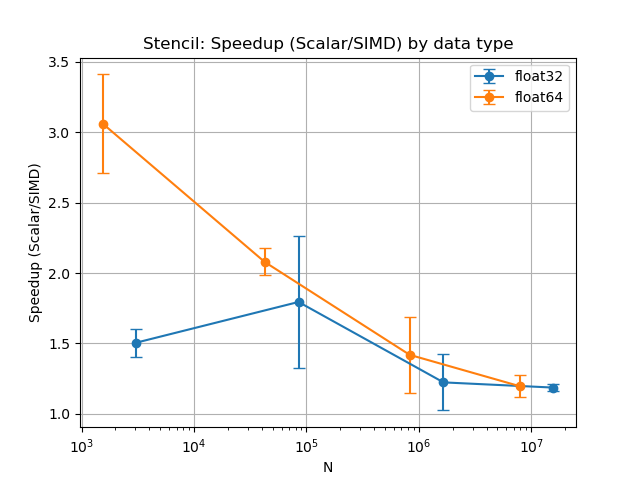 Stencil: Speedup (Scalar/SIMD) by data type
float32
float64
Speedup (Scalar/SIMD)
3.5
3.0
2.5
2.0
1.5
1.0
10³
10⁴
10⁵
10⁶
10⁷
N